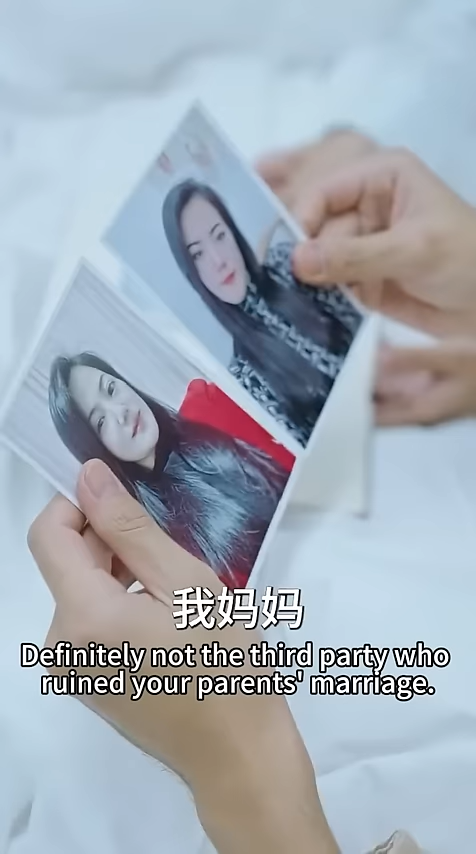 我妈妈
Definitely not the third party who
ruined your parents' marriage.